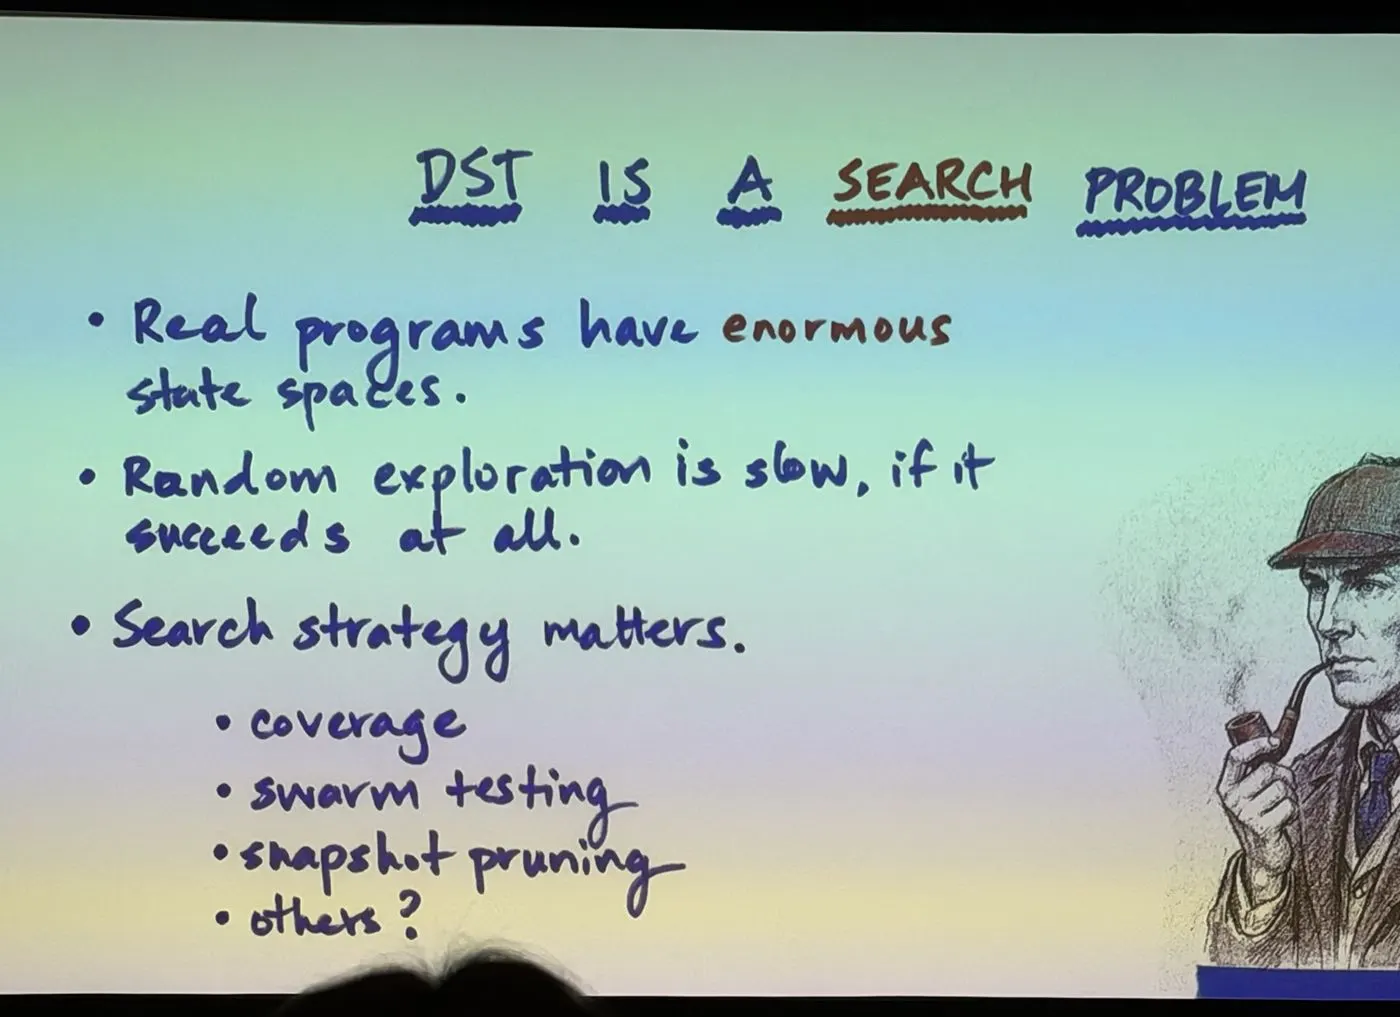 DST IS A SEARCH PROBLEM
• Real programs have enormous
state spaces.
• Random exploration is slow, if it
succeeds at all.
• Search strategy matters.
• coverage
• swarm testing
• snapshot pruning
• others?